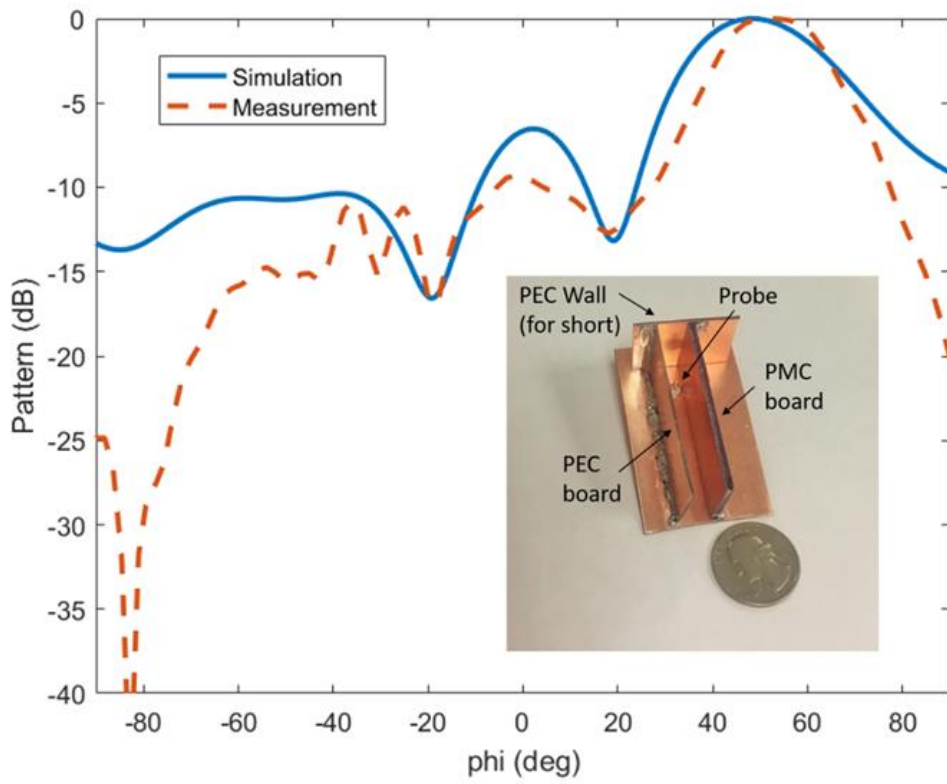 Simulation
Measurement
Pattern (dB)
0
-5
-10
-15
-20
-25
-30
-35
-40
-80
-60
-40
-20
0
20
40
60
80
phi (deg)
PEC Wall
(for short)
Probe
PMC
board
PEC
board